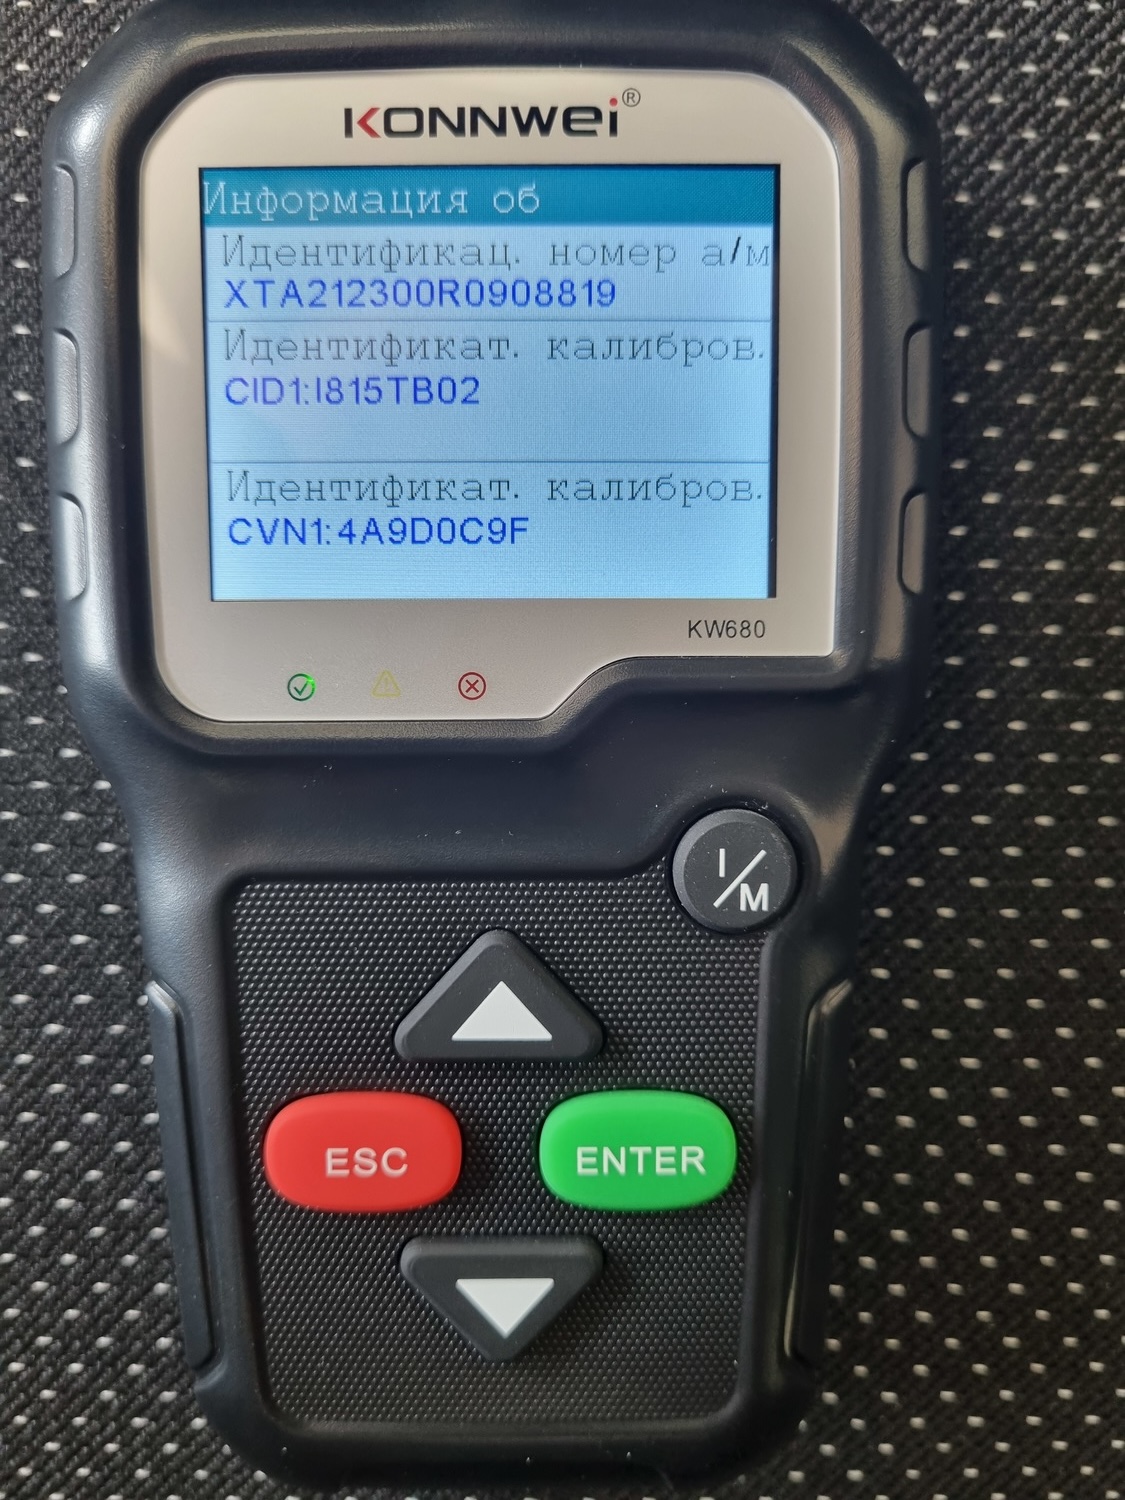 KONNWEI®
Информация об
Идентификац. номер а/м
XTA212300R0908819
Идентификат. калибров.
CID1:I815TB02
Идентификат. калибров.
CVN1:4A9D0C9F
KW680
I/M
ESC
ENTER